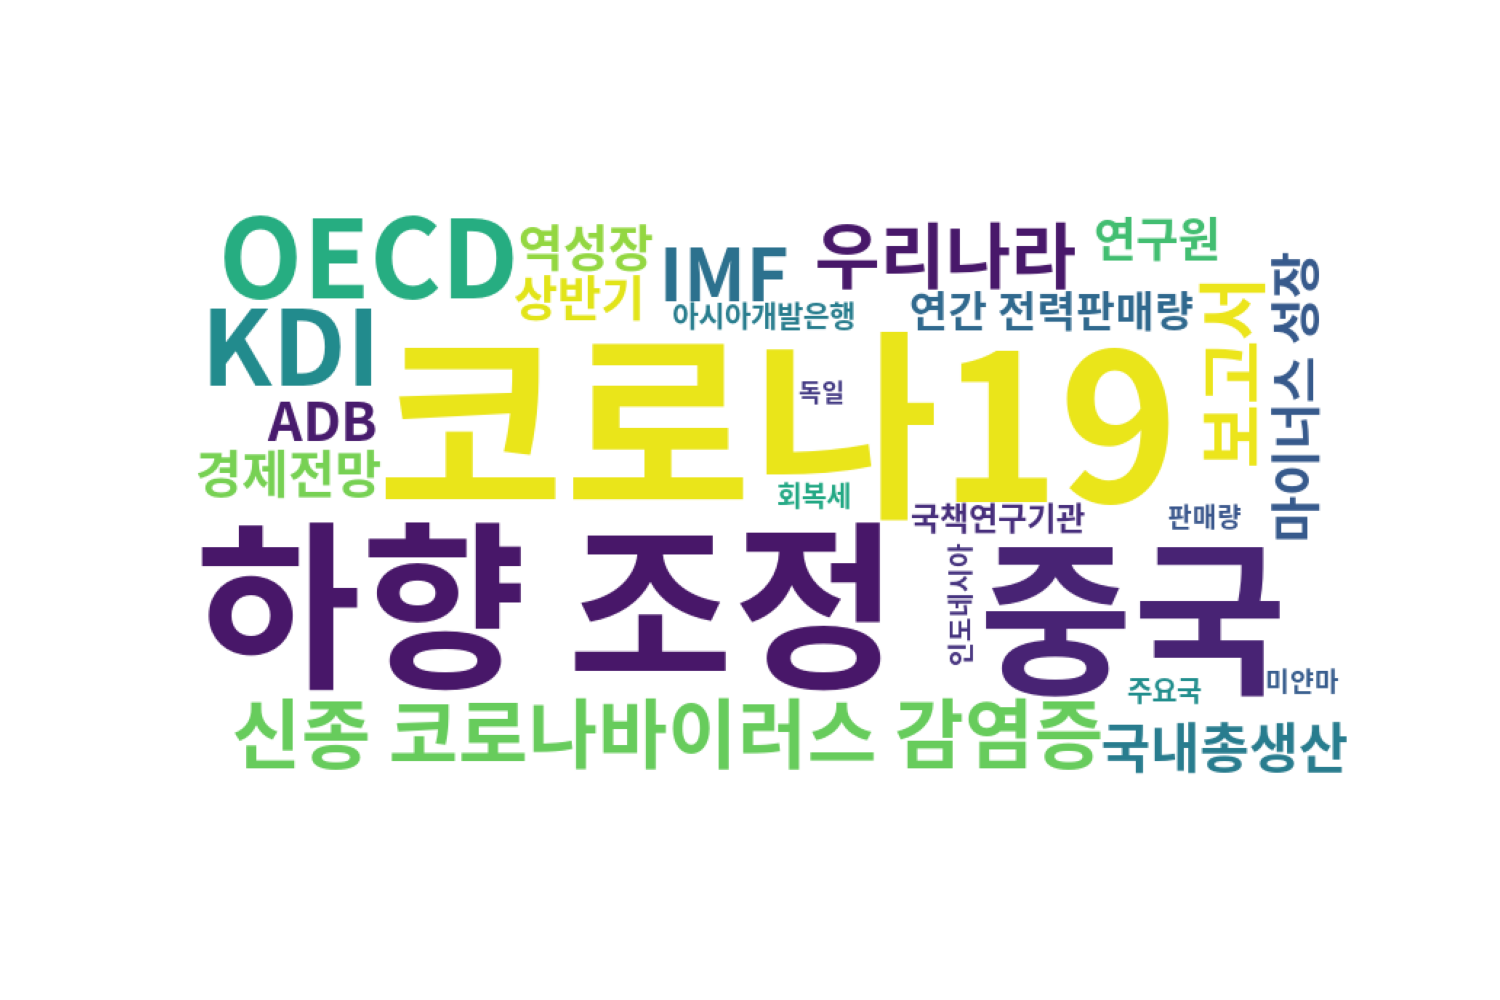 OECD
역성장
IMF
우리나라
연구원
상반기
아시아개발은행
연간 전력판매량
보고서
마이너스 성장
KDI
코로나19
독일
ADB
경제전망
회복세
국책연구기관
판매량
하향 조정
인도네시아
중국
주요국
미얀마
신종 코로나바이러스 감염증
국내총생산